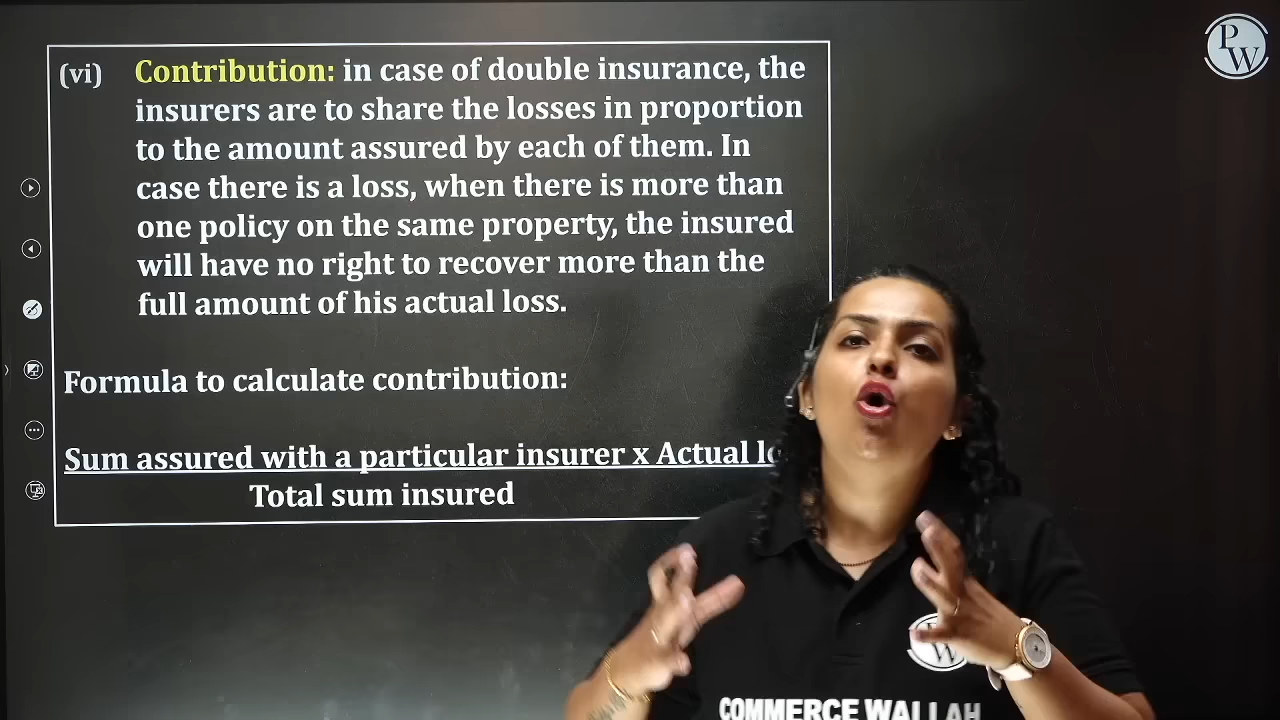 (vi) Contribution: in case of double insurance, the
insurers are to share the losses in proportion
to the amount assured by each of them. In
case there is a loss, when there is more than
one policy on the same property, the insured
will have no right to recover more than the
full amount of his actual loss.
Formula to calculate contribution:
Sum assured with a particular insurer x Actual
Total sum insured
PW
PW
COMMERCE WALLAH